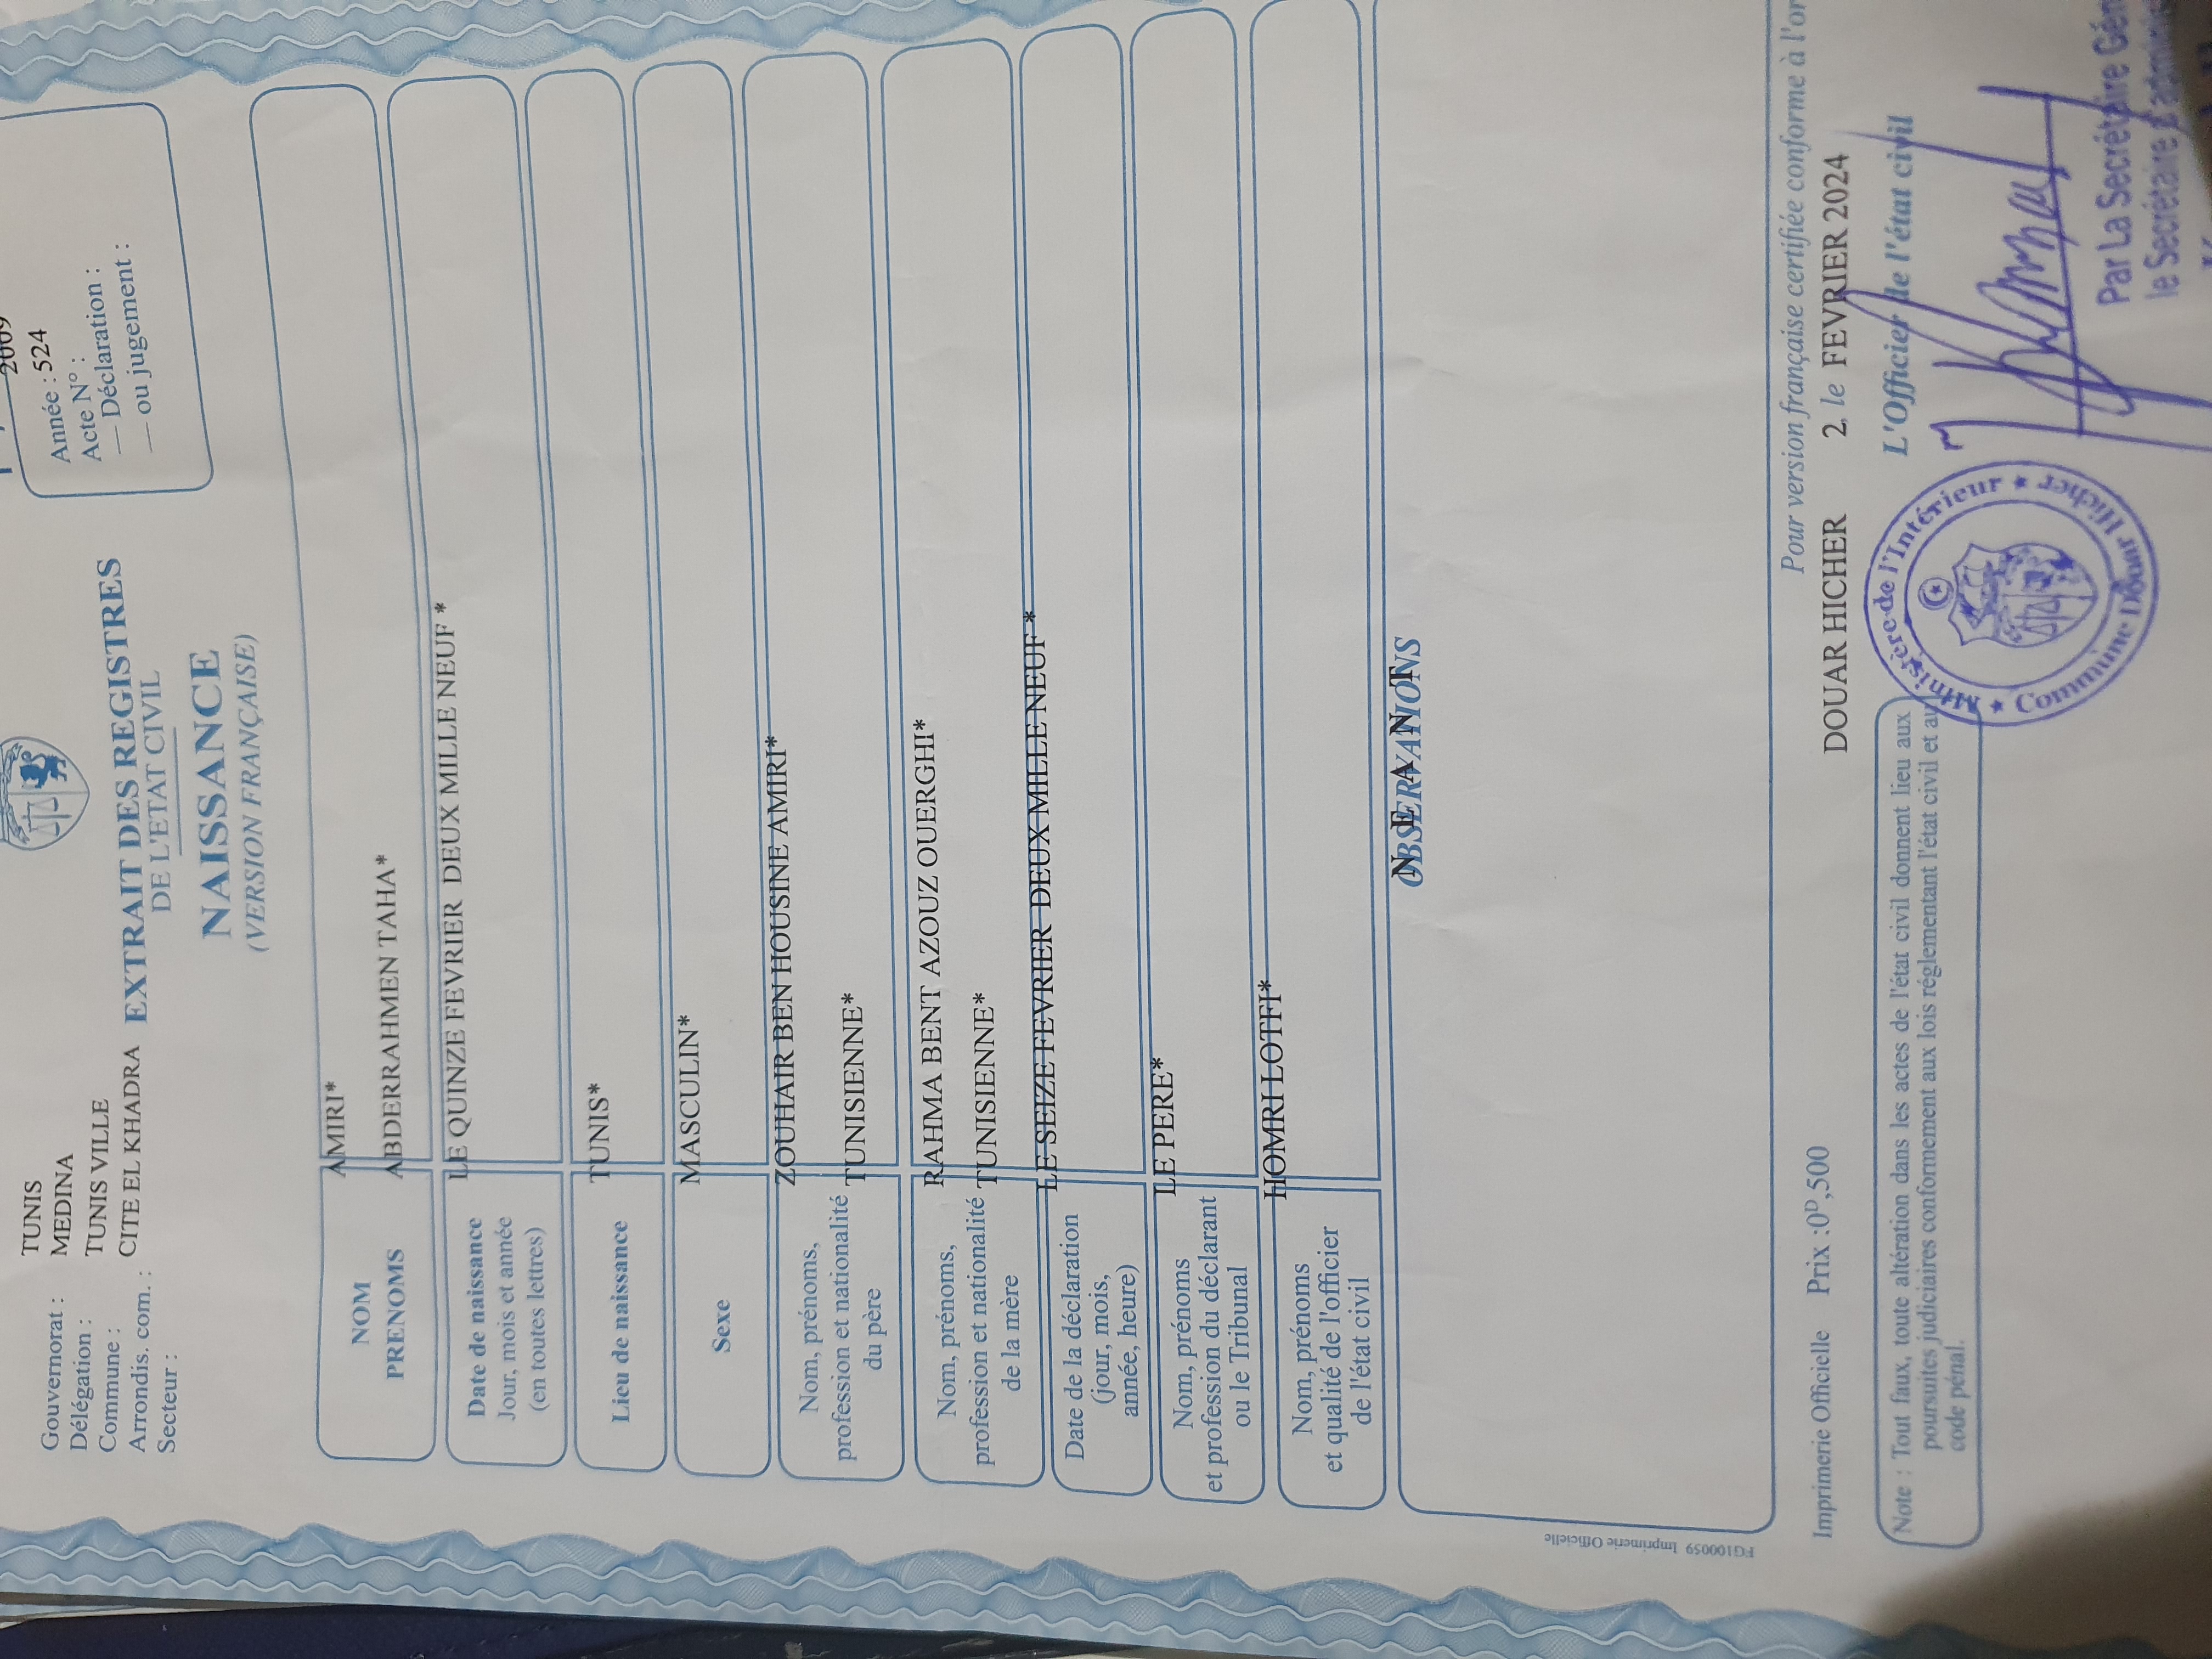 Gouvernorat : TUNIS
Délégation : MEDINA
Commune : TUNIS VILLE
Arrondis. com. : CITE EL KHADRA
Secteur :
2009
Année : 524
Acte N° :
— Déclaration :
— ou jugement :
EXTRAIT DES REGISTRES
DE L'ETAT CIVIL
NAISSANCE
(VERSION FRANÇAISE)
NOM AMIRI*
PRENOMS ABDERRAHMEN TAHA*
Date de naissance LE QUINZE FEVRIER DEUX MILLE NEUF *
Jour, mois et année
(en toutes lettres)
Lieu de naissance TUNIS*
Sexe MASCULIN*
Nom, prénoms, ZOUHAIR BEN HOUSINE AMIRI*
profession et nationalité TUNISIENNE*
du père
Nom, prénoms, RAHMA BENT AZOUZ OUERGHI*
profession et nationalité TUNISIENNE*
de la mère
Date de la déclaration LE SEIZE FEVRIER DEUX MILLE NEUF *
(jour, mois,
année, heure)
Nom, prénoms LE PERE*
et profession du déclarant
ou le Tribunal
Nom, prénoms HOMRI LOTFI*
et qualité de l'officier
de l'état civil
OBSERVATIONS
N E A N T
FG100059 Imprimerie Officielle
Pour version française certifiée conforme à l'or
Imprimerie Officielle Prix :0D,500
DOUAR HICHER 2, le FEVRIER 2024
L'Officier de l'état civil
Note : Tout faux, toute altération dans les actes de l'état civil donnent lieu aux
poursuites judiciaires conformement aux lois réglementant l'état civil et au
code pénal.
Ministère de l'Intérieur
Commune Douar Hicher
Par La Secrétaire Gén
le Secrétaire